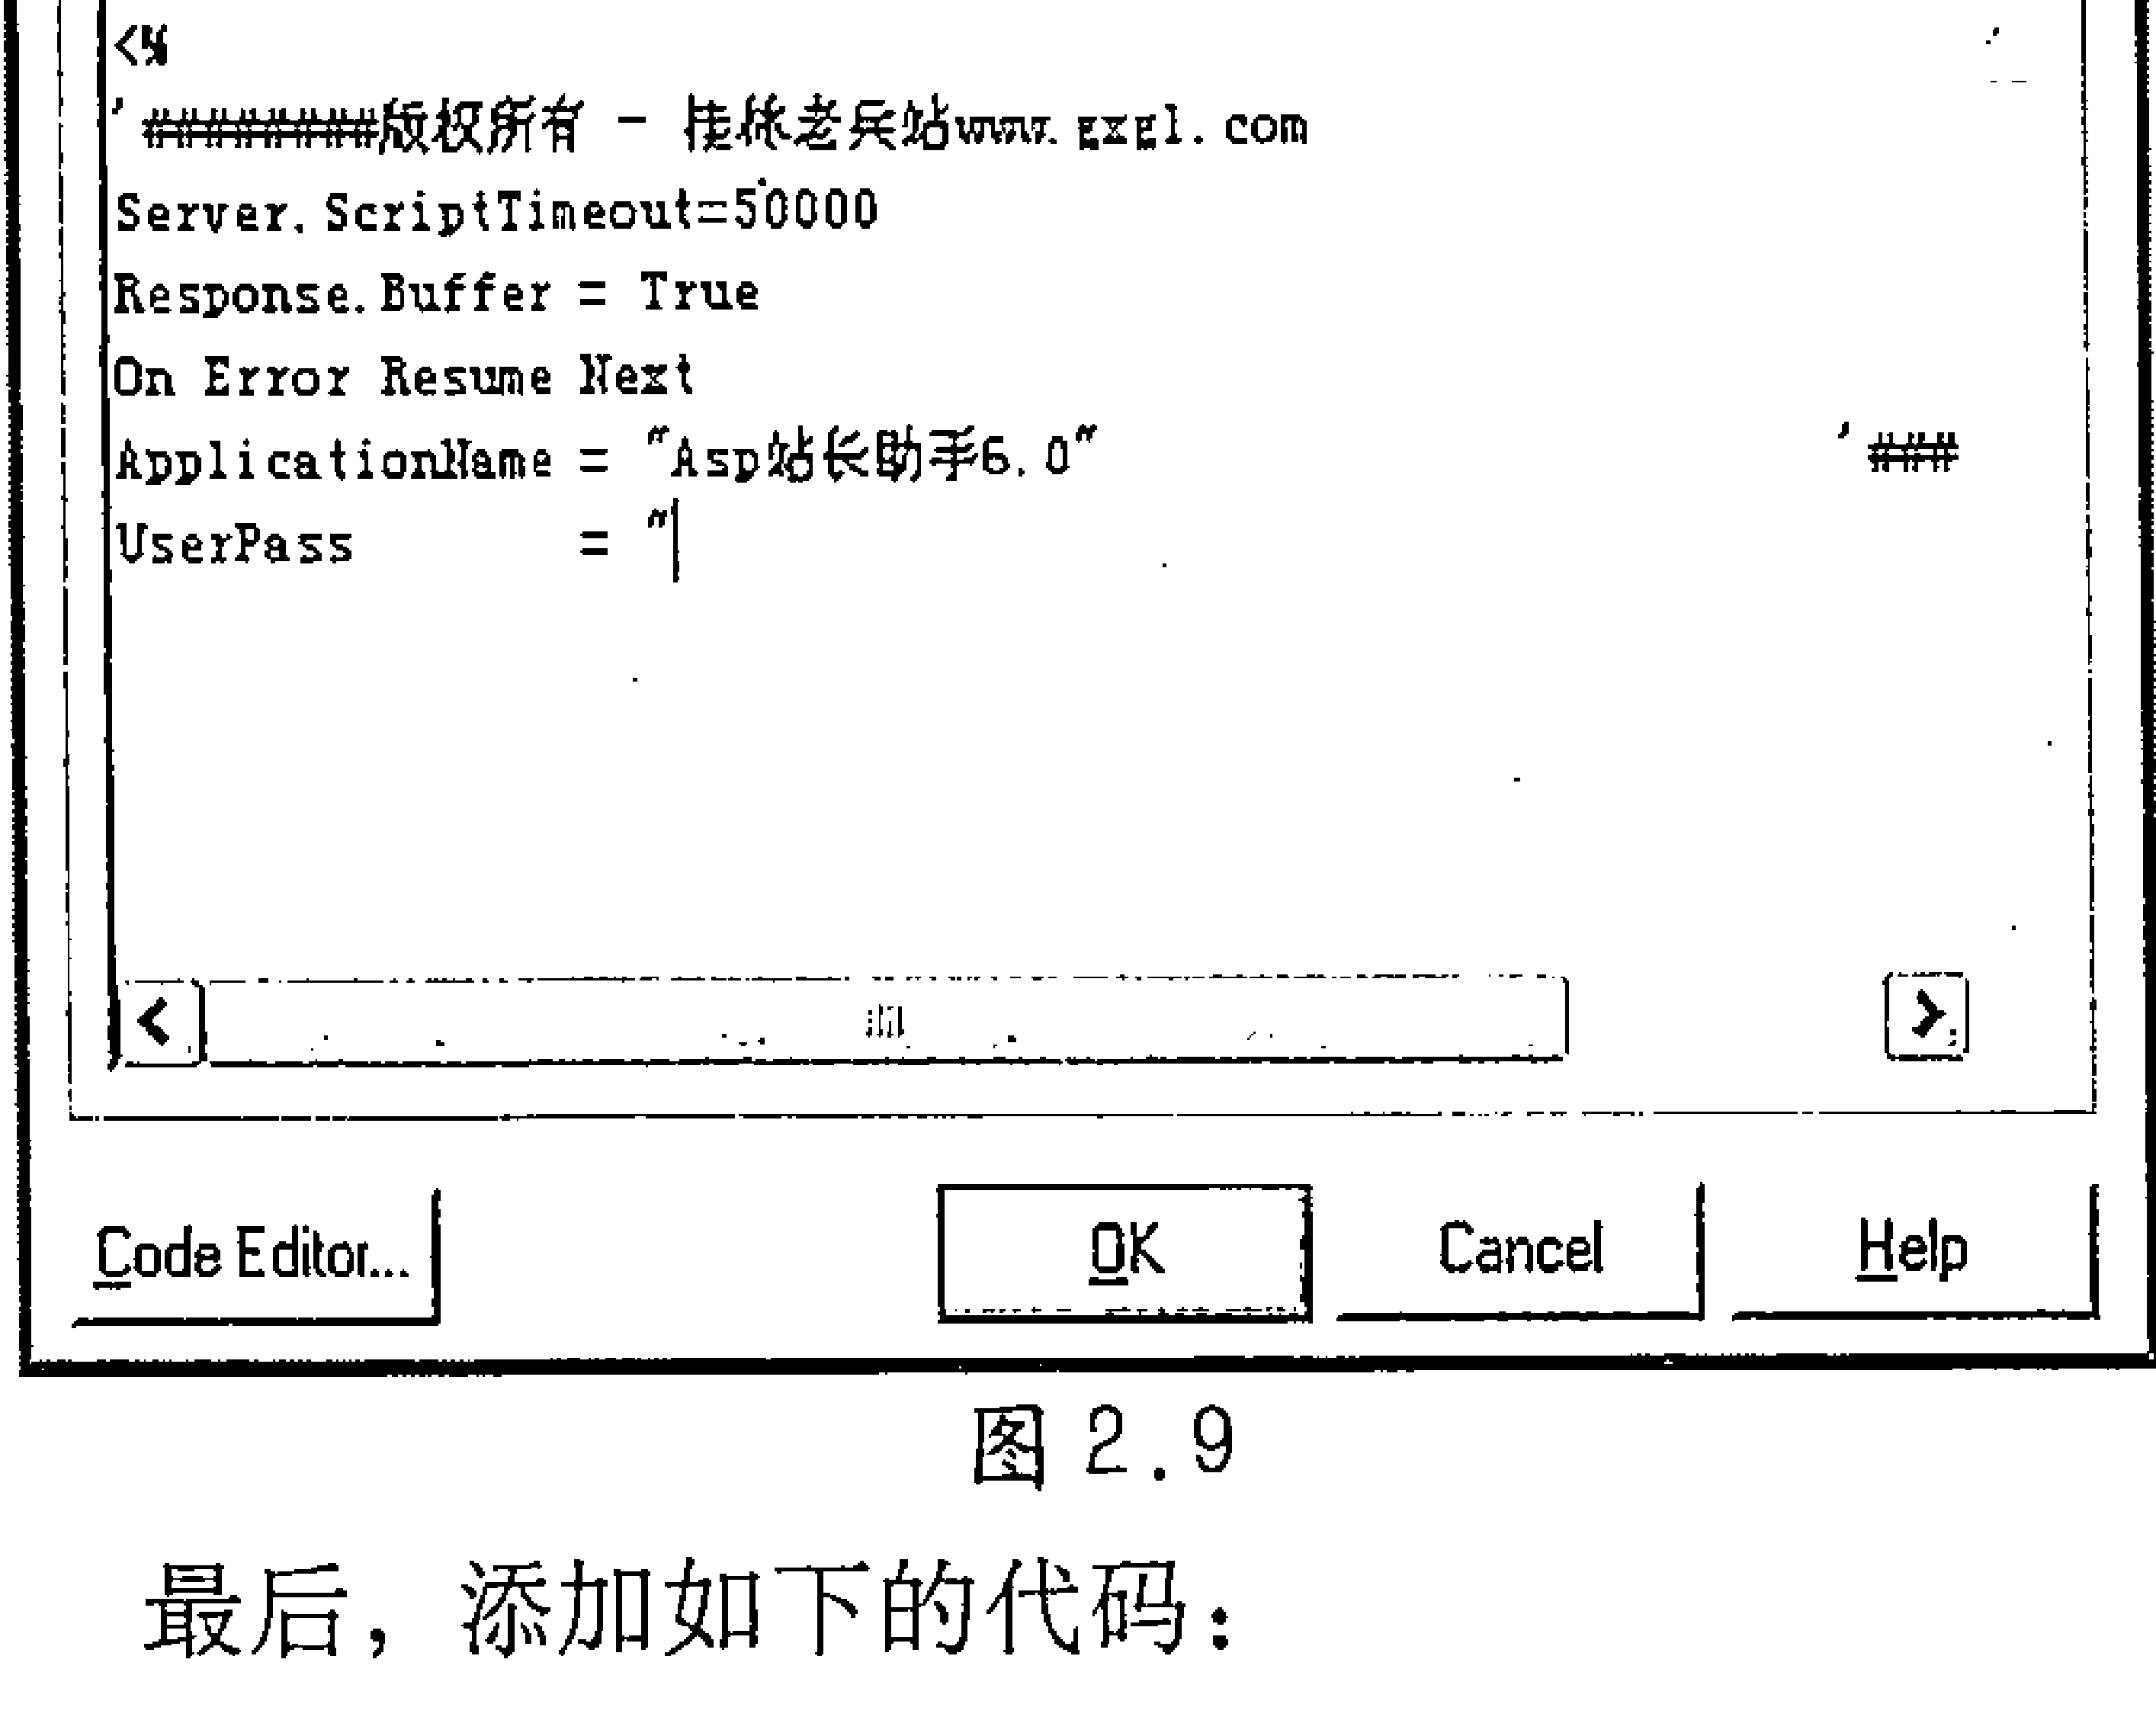 <%
'########版权所有 - 桂林老兵站www.gxgl.com
Server.ScriptTimeout=50000
Response.Buffer = True
On Error Resume Next
ApplicationName = "Asp站长助手6.0" '###
UserPass = "
Code Editor... OK Cancel Help
图 2.9
最后，添加如下的代码：